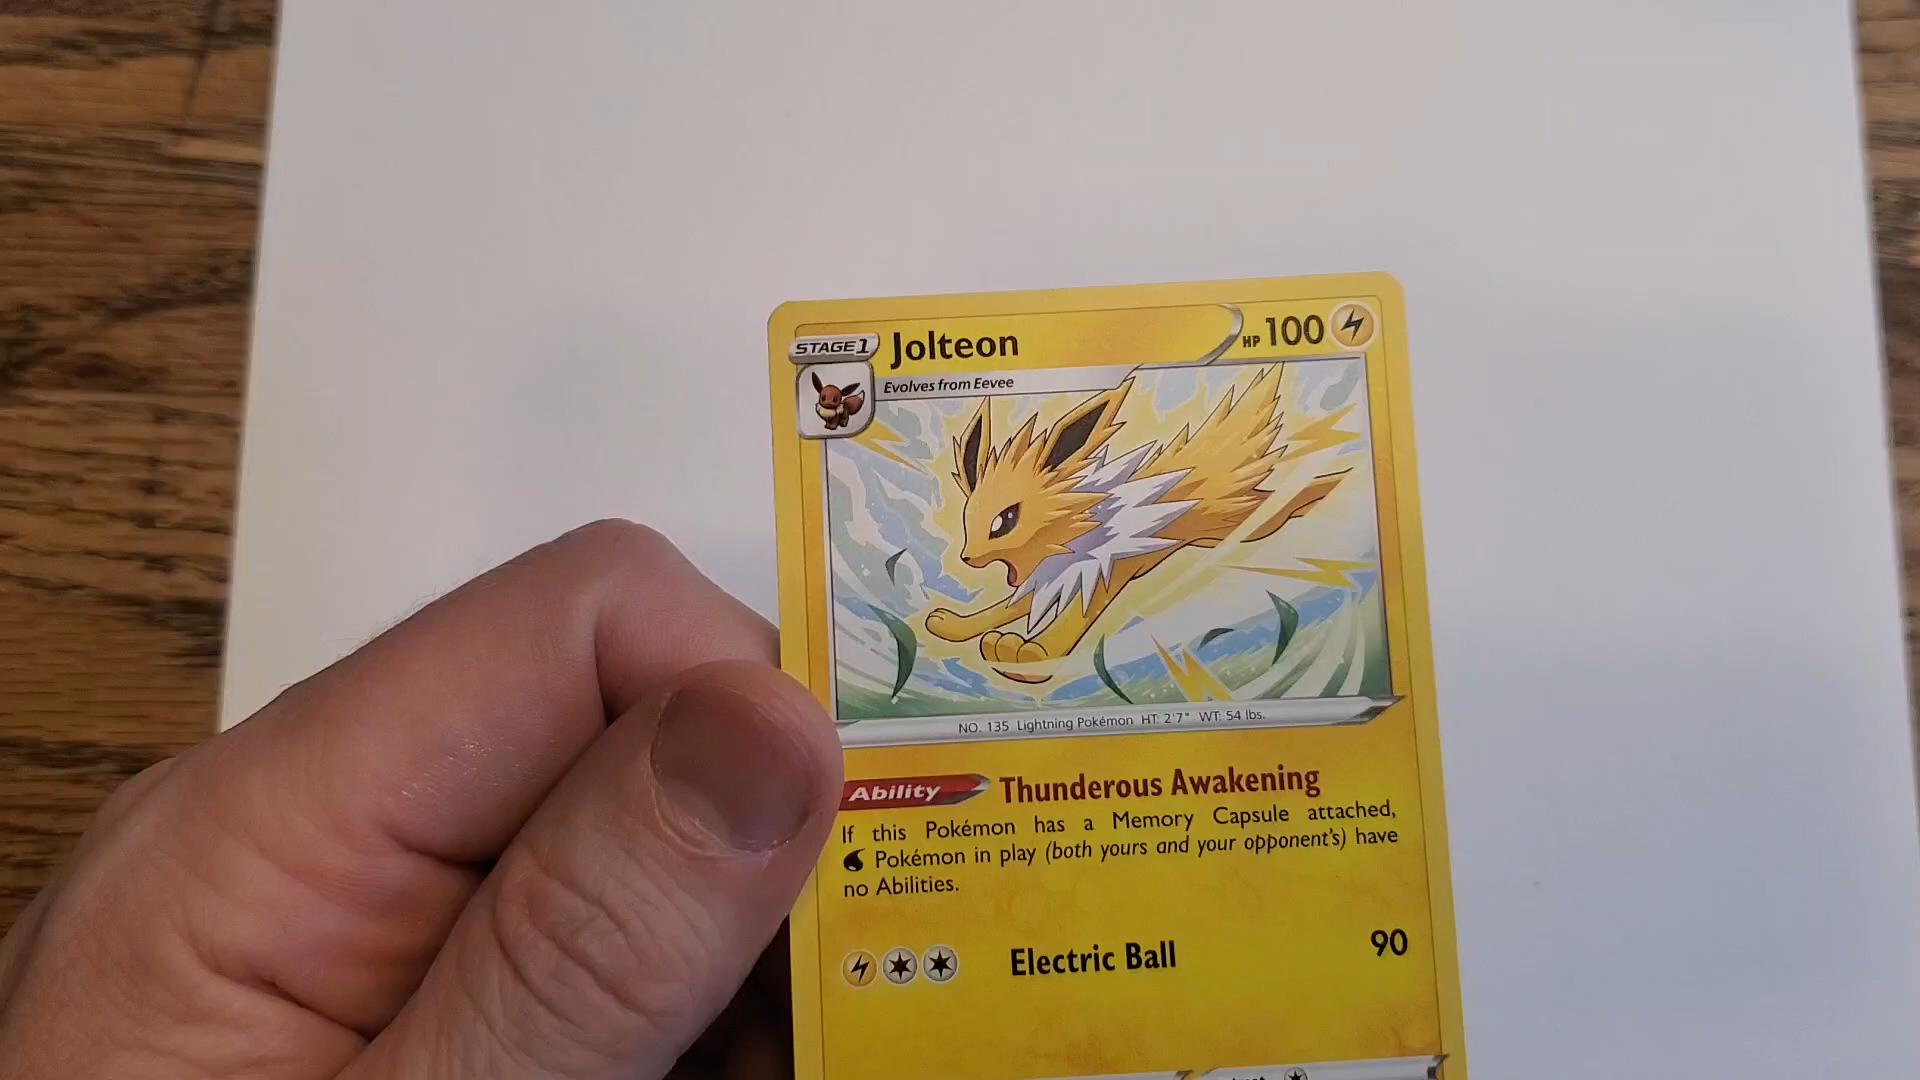 STAGE1 Jolteon HP 100
Evolves from Eevee
NO. 135 Lightning Pokémon HT: 2'7" WT: 54 lbs.
Ability Thunderous Awakening
If this Pokémon has a Memory Capsule attached,
Pokémon in play (both yours and your opponent's) have
no Abilities.
Electric Ball 90